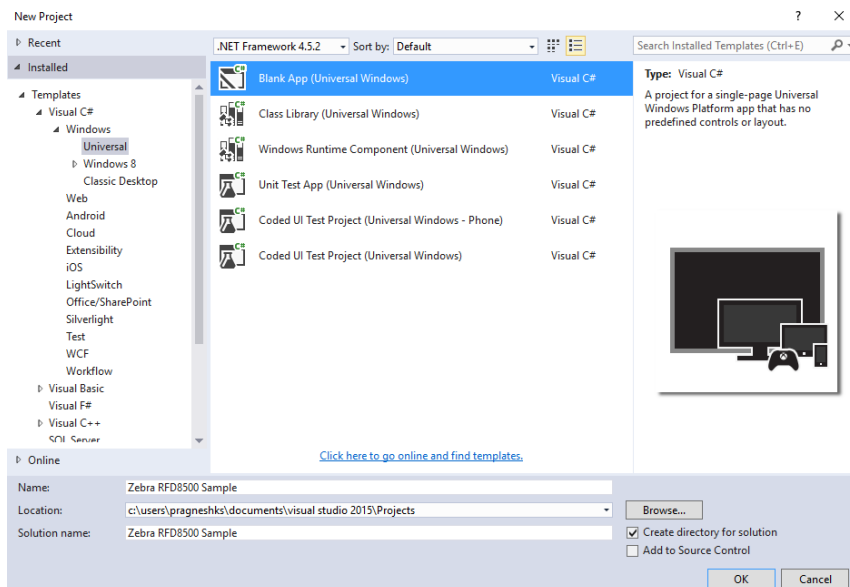 New Project
Recent
.NET Framework 4.5.2
Sort by: Default
Search Installed Templates (Ctrl+E)
Installed
Templates
Visual C#
Windows
Universal
Windows 8
Classic Desktop
Web
Android
Cloud
Extensibility
iOS
LightSwitch
Office/SharePoint
Silverlight
Test
WCF
Workflow
Visual Basic
Visual F#
Visual C++
SQL Server
Online
Blank App (Universal Windows) Visual C#
Class Library (Universal Windows) Visual C#
Windows Runtime Component (Universal Windows) Visual C#
Unit Test App (Universal Windows) Visual C#
Coded UI Test Project (Universal Windows - Phone) Visual C#
Coded UI Test Project (Universal Windows) Visual C#
Click here to go online and find templates.
Type: Visual C#
A project for a single-page Universal
Windows Platform app that has no
predefined controls or layout.
Name: Zebra RFD8500 Sample
Location: c:\users\pragneshks\documents\visual studio 2015\Projects
Browse...
Solution name: Zebra RFD8500 Sample
Create directory for solution
Add to Source Control
OK Cancel